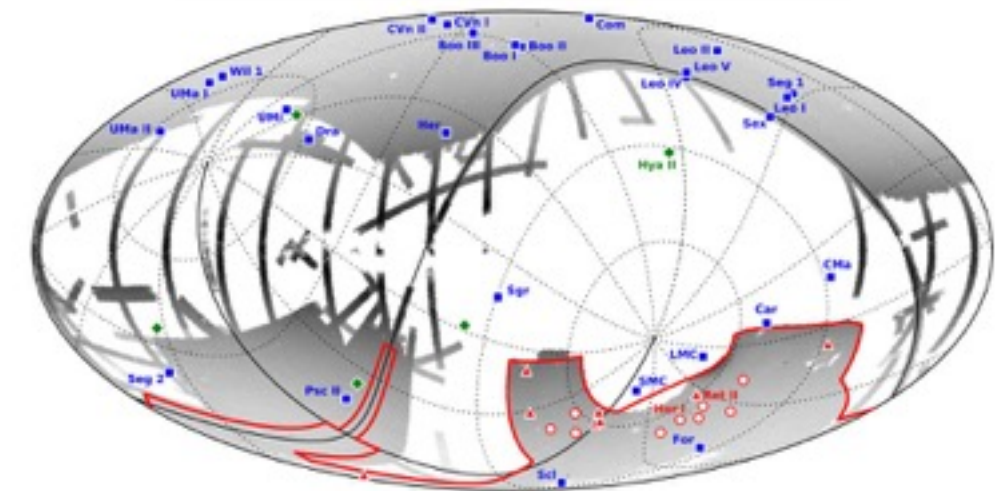 CVn II
CVn I
Com
Boo III
Boo I
Boo II
Leo II
Leo V
Leo IV
Wil 1
UMa I
Seg 1
Leo I
UMi
UMa II
Dra
Her
Sex
Hya II
Sgr
CMa
Car
LMC
SMC
Seg 2
Psc II
Hor I
Ret II
For
Scl